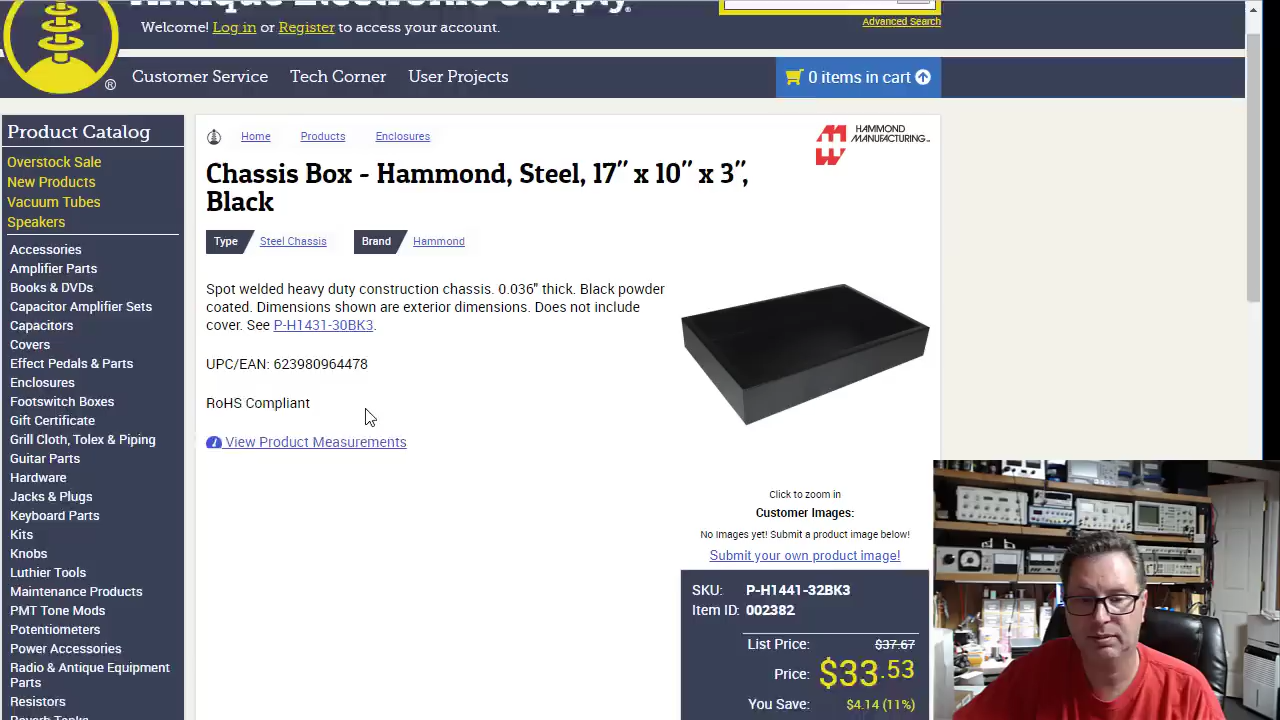 Antique Electronic Supply®
Welcome! Log in or Register to access your account.
Advanced Search
®
Customer Service Tech Corner User Projects
0 items in cart
Product Catalog
Overstock Sale
New Products
Vacuum Tubes
Speakers
Accessories
Amplifier Parts
Books & DVDs
Capacitor Amplifier Sets
Capacitors
Covers
Effect Pedals & Parts
Enclosures
Footswitch Boxes
Gift Certificate
Grill Cloth, Tolex & Piping
Guitar Parts
Hardware
Jacks & Plugs
Keyboard Parts
Kits
Knobs
Luthier Tools
Maintenance Products
PMT Tone Mods
Potentiometers
Power Accessories
Radio & Antique Equipment
Parts
Resistors
Reverb Tanks
Home Products Enclosures
HAMMOND
MANUFACTURING™
Chassis Box - Hammond, Steel, 17″ x 10″ x 3″,
Black
Type Steel Chassis Brand Hammond
Spot welded heavy duty construction chassis. 0.036" thick. Black powder
coated. Dimensions shown are exterior dimensions. Does not include
cover. See P-H1431-30BK3.
UPC/EAN: 623980964478
RoHS Compliant
View Product Measurements
Click to zoom in
Customer Images:
No Images yet! Submit a product image below!
Submit your own product image!
SKU: P-H1441-32BK3
Item ID: 002382
List Price: $37.67
Price: $33.53
You Save: $4.14 (11%)